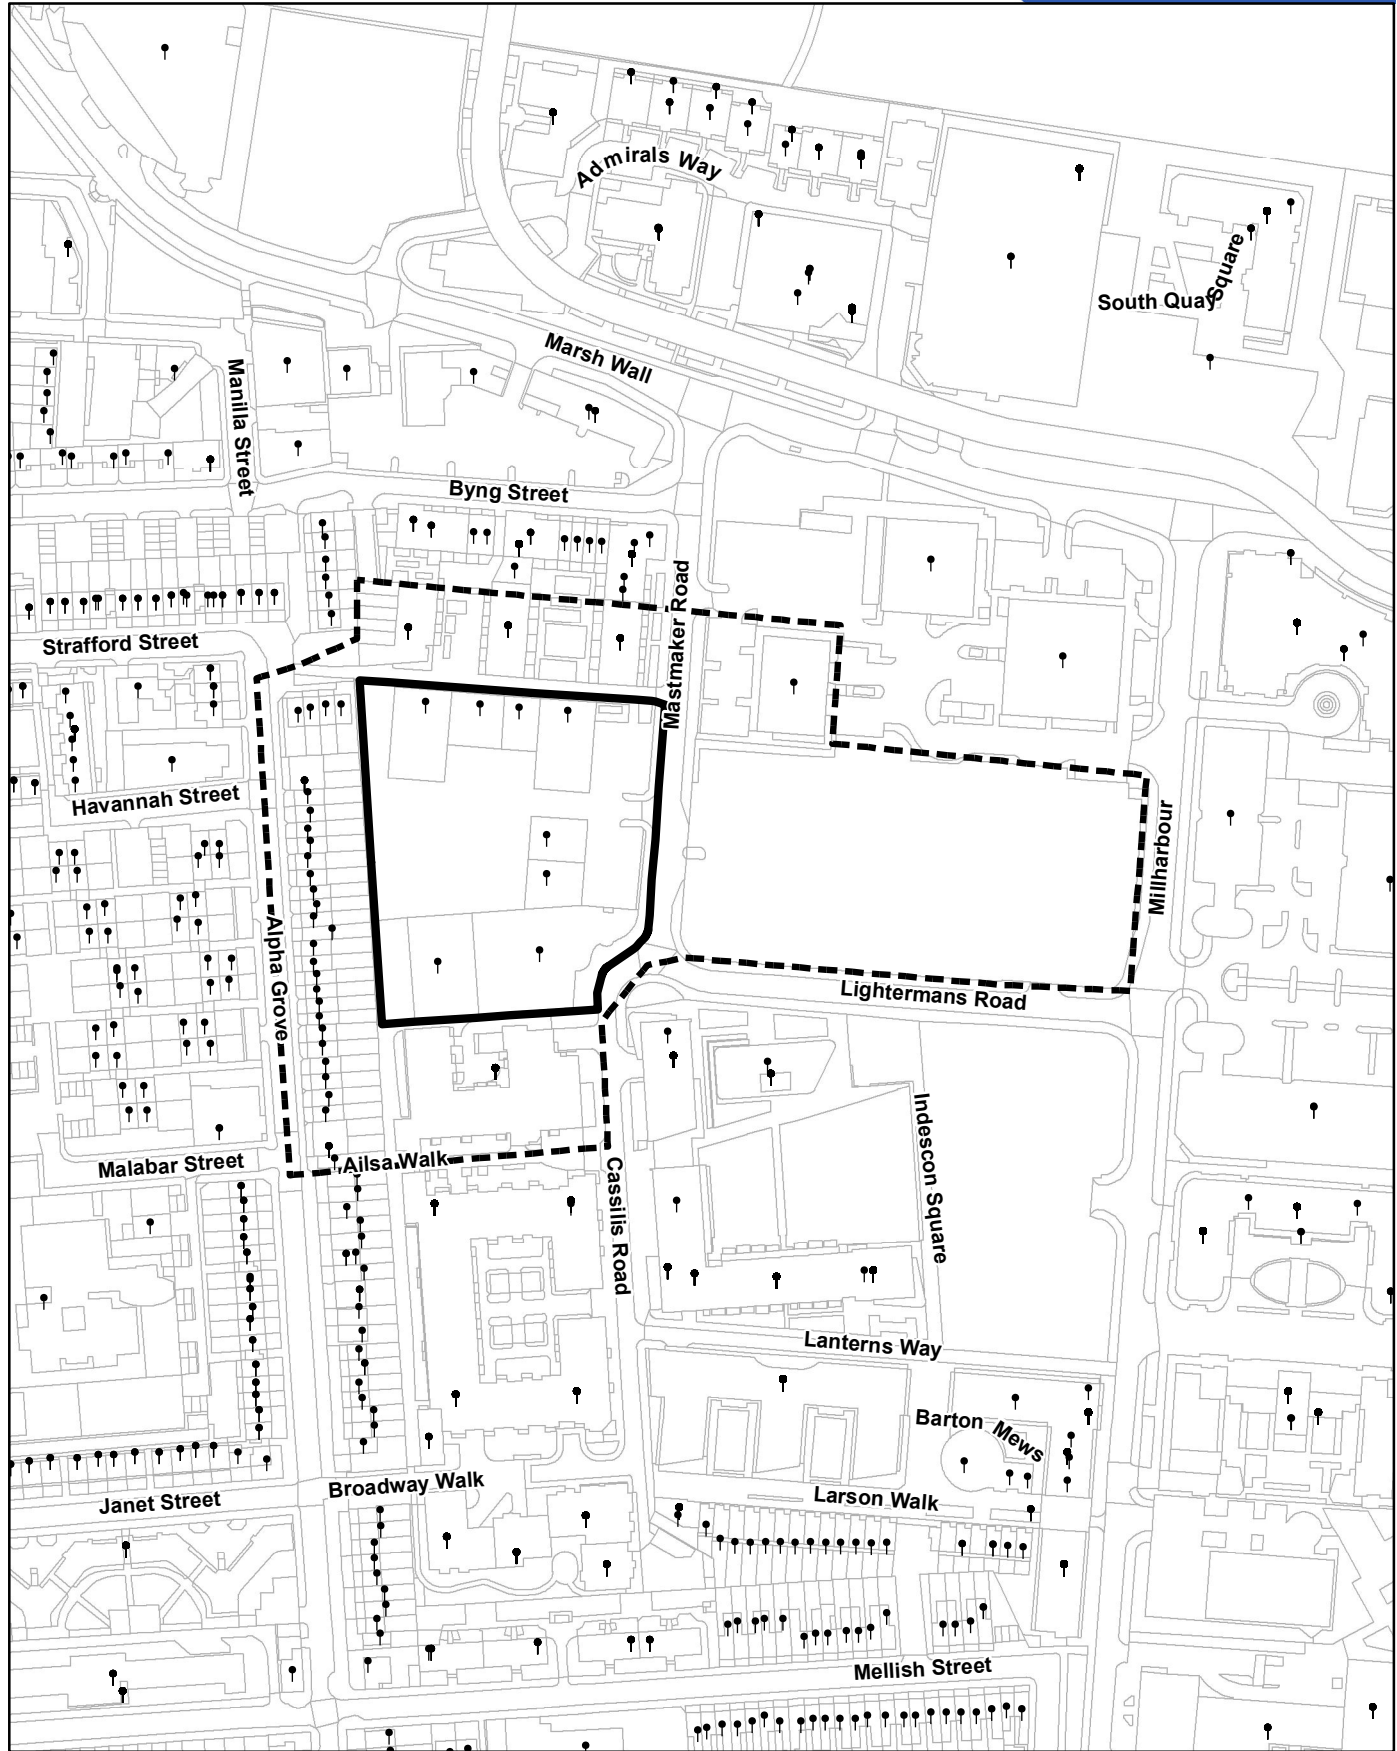 Admirals Way
South Quay
Square
Marsh Wall
Manilla Street
Byng Street
Mastmaker Road
Strafford Street
Havannah Street
Millharbour
Alpha Grove
Lightermans Road
Indescon Square
Malabar Street
Ailsa Walk
Cassilis Road
Lanterns Way
Barton Mews
Broadway Walk
Janet Street
Larson Walk
Mellish Street